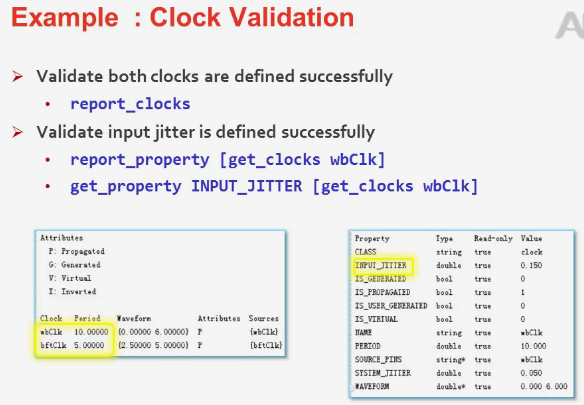 Example : Clock Validation
A
➢ Validate both clocks are defined successfully
• report_clocks
➢ Validate input jitter is defined successfully
• report_property [get_clocks wbClk]
• get_property INPUT_JITTER [get_clocks wbClk]
Attributes
P: Propagated
G: Generated
V: Virtual
I: Inverted
Clock Period Waveform Attributes Sources
wbClk 10.00000 {0.00000 6.00000} P {wbClk}
bftClk 5.00000 {2.50000 5.00000} P {bftClk}
Property Type Read-only Value
CLASS string true clock
INPUT_JITTER double true 0.150
IS_GENERATED bool true 0
IS_PROPAGATED bool true 1
IS_USER_GENERATED bool true 0
IS_VIRTUAL bool true 0
NAME string true wbClk
PERIOD double true 10.000
SOURCE_PINS string* true wbClk
SYSTEM_JITTER double true 0.050
WAVEFORM double* true 0.000 6.000